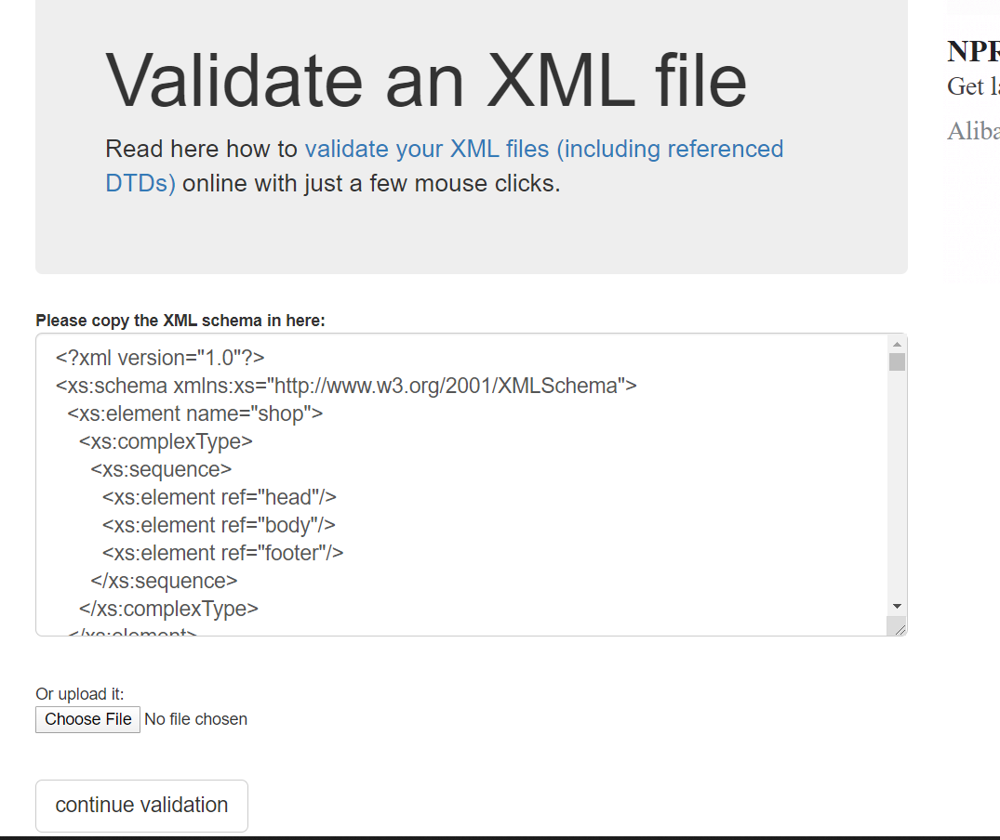 Validate an XML file
Read here how to validate your XML files (including referenced
DTDs) online with just a few mouse clicks.
Please copy the XML schema in here:
<?xml version="1.0"?>
<xs:schema xmlns:xs="http://www.w3.org/2001/XMLSchema">
<xs:element name="shop">
<xs:complexType>
<xs:sequence>
<xs:element ref="head"/>
<xs:element ref="body"/>
<xs:element ref="footer"/>
</xs:sequence>
</xs:complexType>
</xs:element>
Or upload it:
Choose File No file chosen
continue validation
NPR
Get